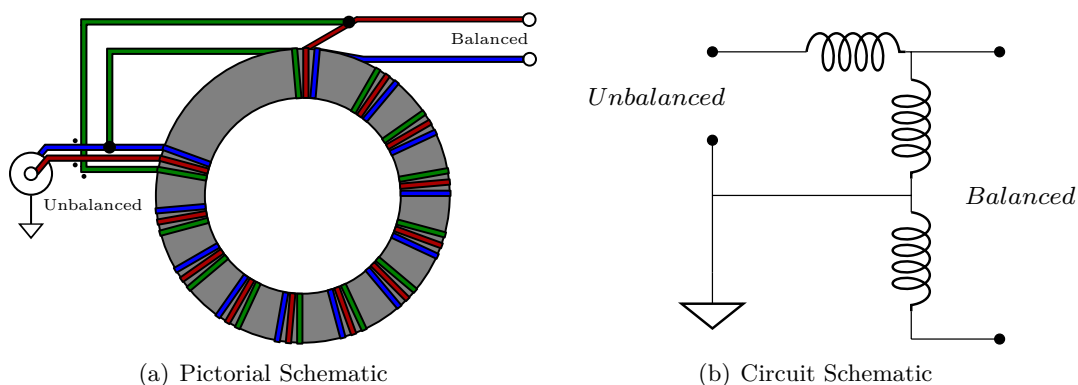 Balanced
Unbalanced
Unbalanced
Balanced
(a) Pictorial Schematic
(b) Circuit Schematic